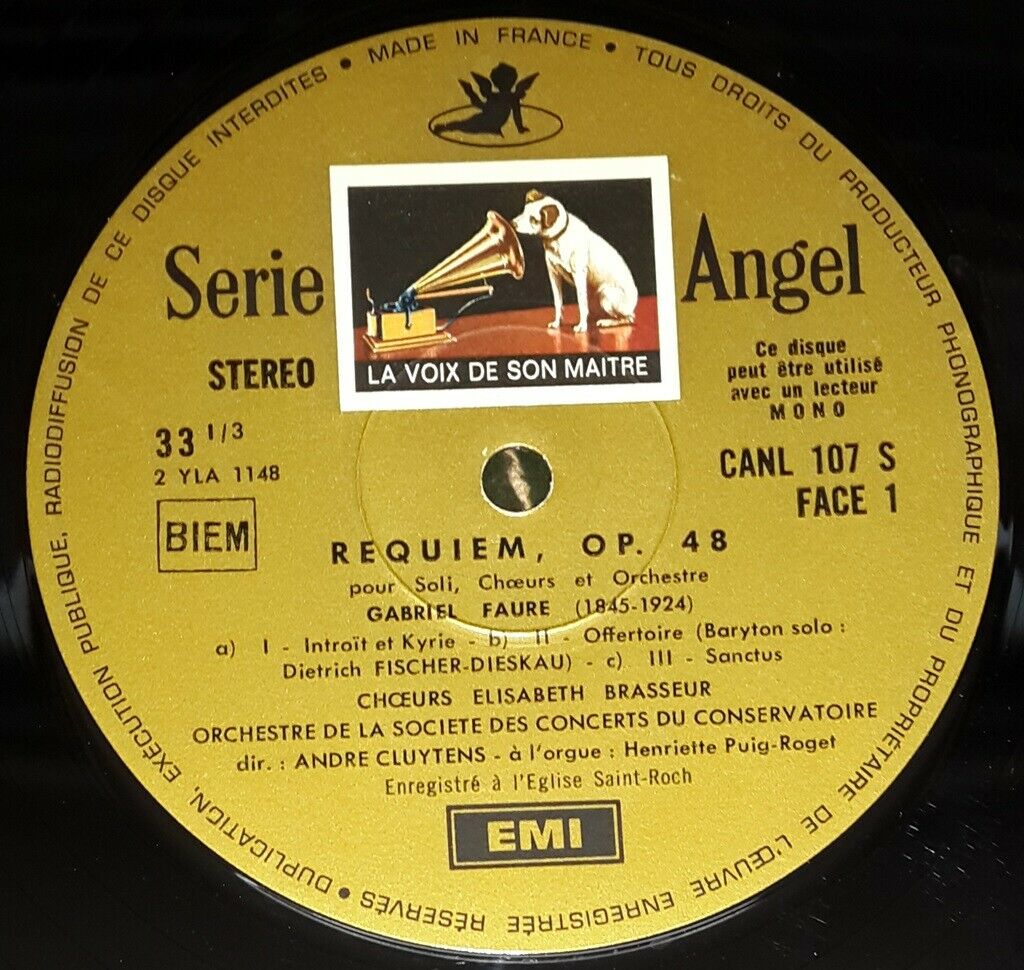 DUPLICATION, EXÉCUTION PUBLIQUE, RADIODIFFUSION DE CE DISQUE INTERDITES • MADE IN FRANCE • TOUS DROITS DU PRODUCTEUR PHONOGRAPHIQUE ET DU PROPRIÉTAIRE DE L'ŒUVRE ENREGISTRÉE RÉSERVÉS •
Serie Angel
LA VOIX DE SON MAITRE
STEREO
Ce disque
peut être utilisé
avec un lecteur
MONO
33 1/3
2 YLA 1148
BIEM
CANL 107 S
FACE 1
REQUIEM, OP. 48
pour Soli, Chœurs et Orchestre
GABRIEL FAURE (1845-1924)
a) I - Introït et Kyrie - b) II - Offertoire (Baryton solo :
Dietrich FISCHER-DIESKAU) - c) III - Sanctus
CHŒURS ELISABETH BRASSEUR
ORCHESTRE DE LA SOCIETE DES CONCERTS DU CONSERVATOIRE
dir. : ANDRE CLUYTENS - à l'orgue : Henriette Puig-Roget
Enregistré à l'Eglise Saint-Roch
EMI